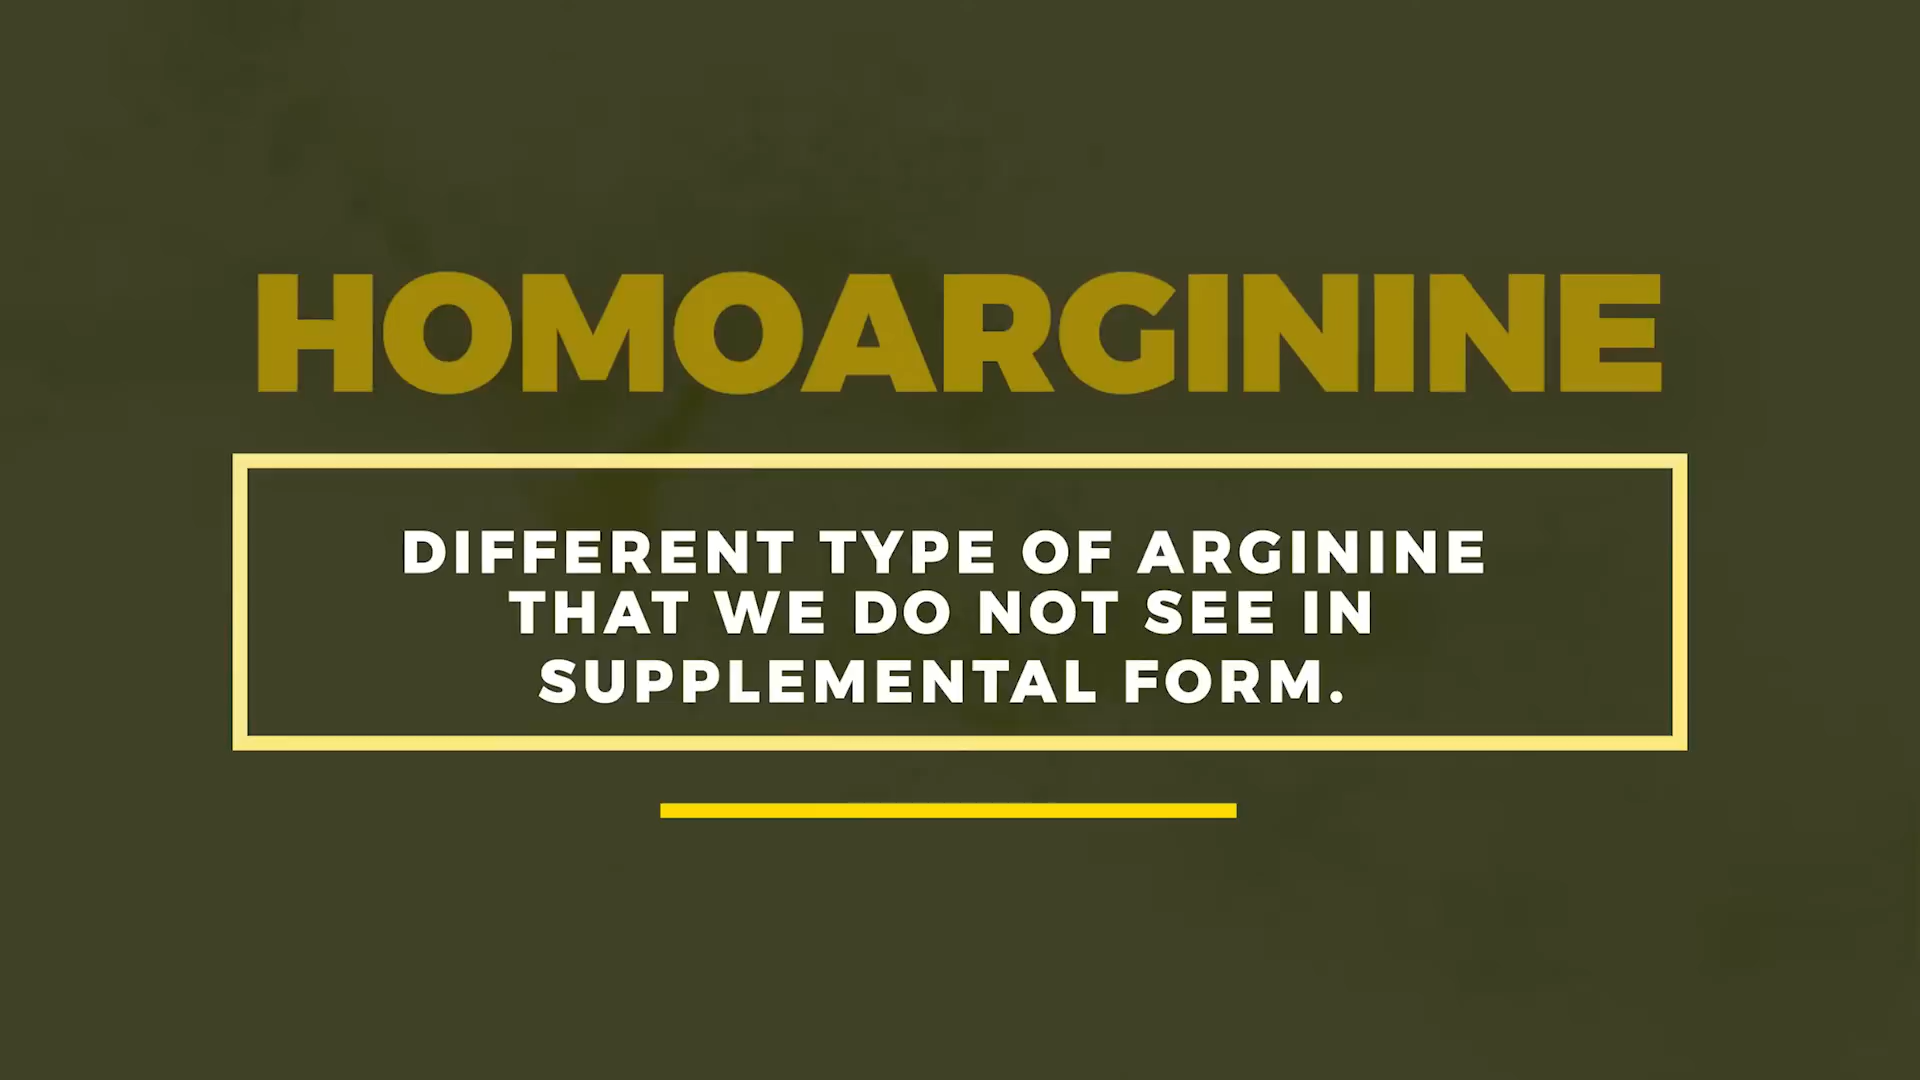 HOMOARGININE
DIFFERENT TYPE OF ARGININE
THAT WE DO NOT SEE IN
SUPPLEMENTAL FORM.